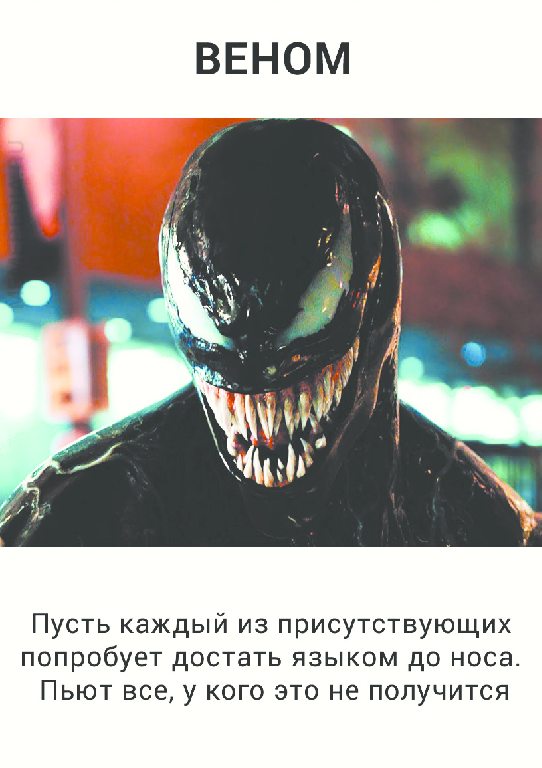 ВЕНОМ
Пусть каждый из присутствующих
попробует достать языком до носа.
Пьют все, у кого это не получится